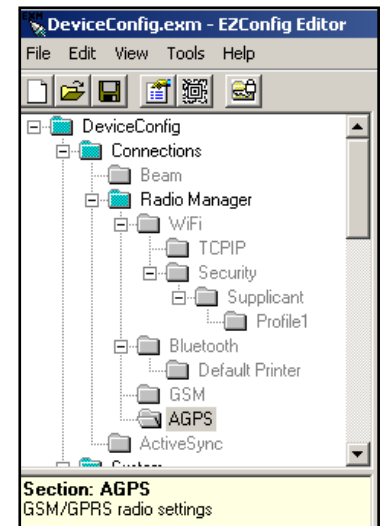 DeviceConfig.exm - EZConfig Editor
File Edit View Tools Help
DeviceConfig
Connections
Beam
Radio Manager
WiFi
TCPIP
Security
Supplicant
Profile1
Bluetooth
Default Printer
GSM
AGPS
ActiveSync
Section: AGPS
GSM/GPRS radio settings